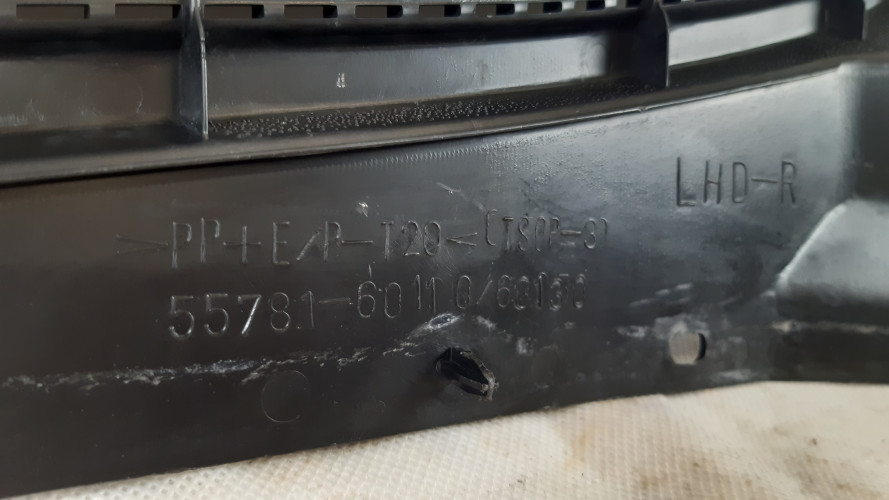 LHD-R
>PP+E/P-T20< (TSOP-3)
55781-60110/60130